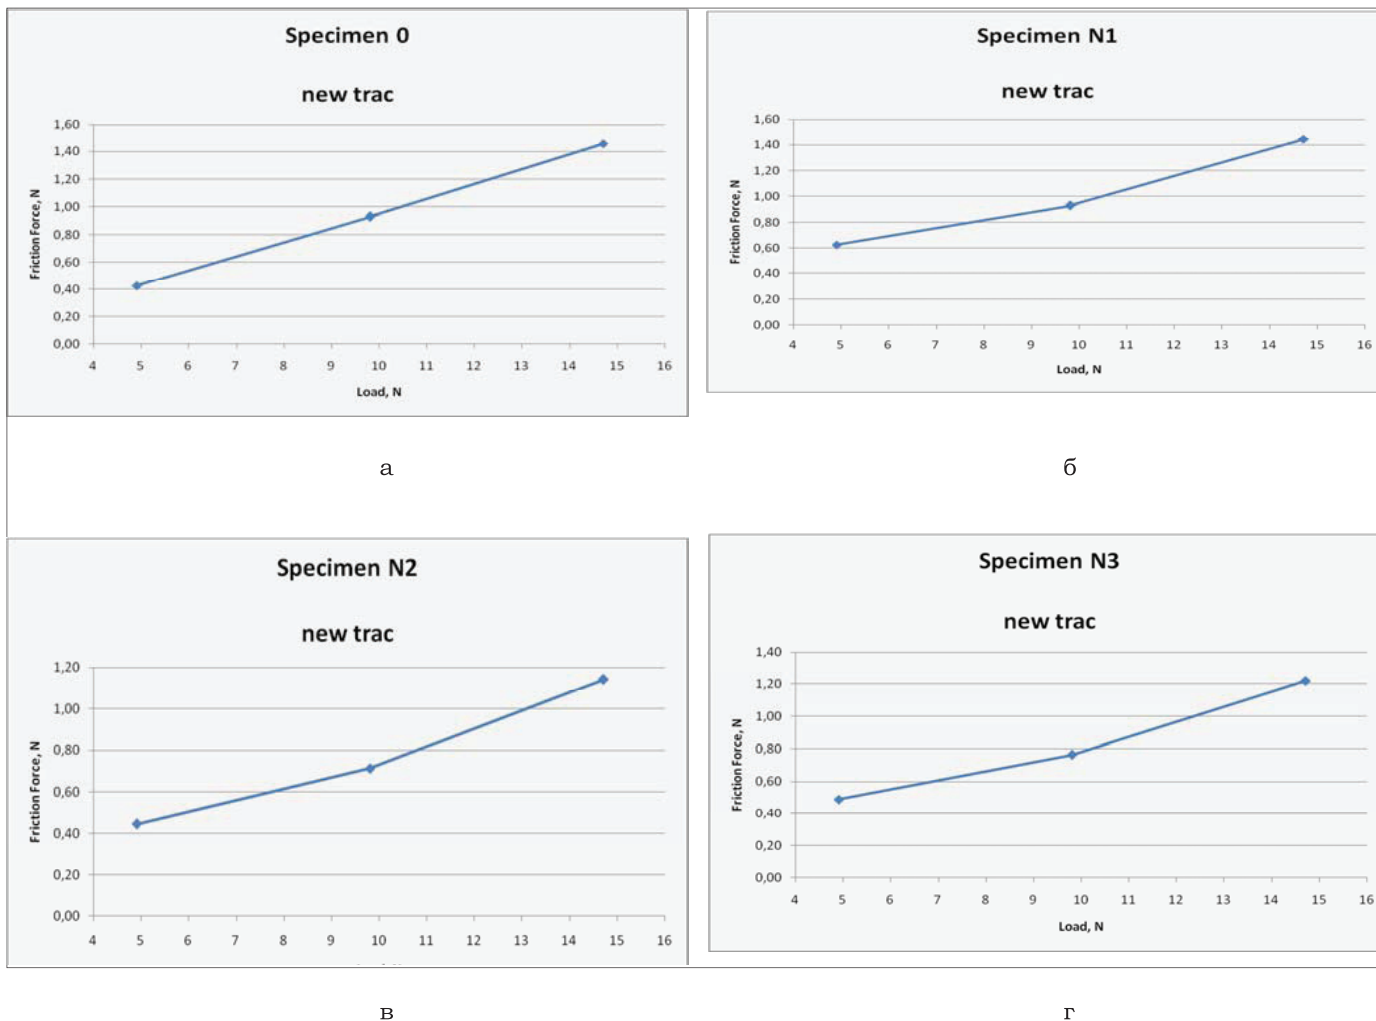 Specimen 0
new trac
1,60
1,40
1,20
1,00
0,80
0,60
0,40
0,20
0,00
Friction Force, N
4 5 6 7 8 9 10 11 12 13 14 15 16
Load, N
а
Specimen N1
new trac
1,60
1,40
1,20
1,00
0,80
0,60
0,40
0,20
0,00
Friction Force, N
4 5 6 7 8 9 10 11 12 13 14 15 16
Load, N
б
Specimen N2
new trac
1,20
1,00
0,80
0,60
0,40
0,20
0,00
Friction Force, N
4 5 6 7 8 9 10 11 12 13 14 15 16
в
Specimen N3
new trac
1,40
1,20
1,00
0,80
0,60
0,40
0,20
0,00
Friction Force, N
4 5 6 7 8 9 10 11 12 13 14 15 16
Load, N
г